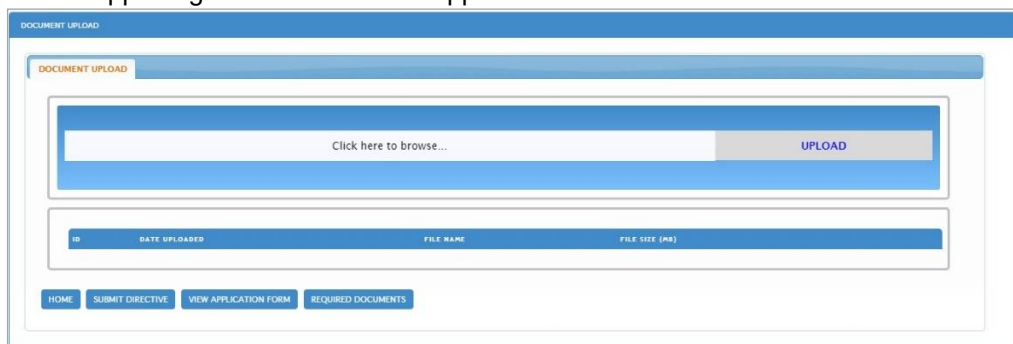 DOCUMENT UPLOAD
DOCUMENT UPLOAD
Click here to browse... UPLOAD
ID DATE UPLOADED FILE NAME FILE SIZE (MB)
HOME SUBMIT DIRECTIVE VIEW APPLICATION FORM REQUIRED DOCUMENTS